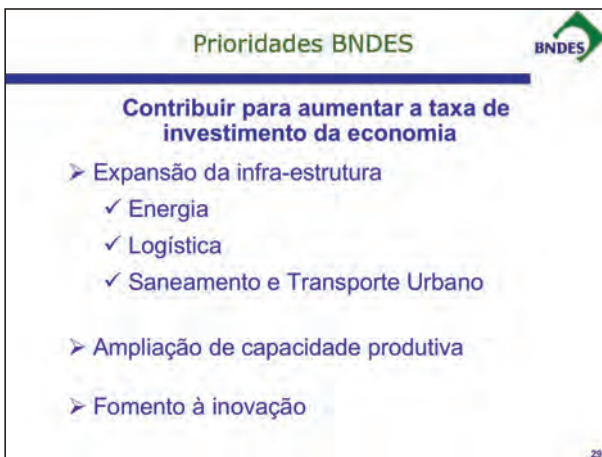 Prioridades BNDES
BNDES
Contribuir para aumentar a taxa de
investimento da economia
➢ Expansão da infra-estrutura
✓ Energia
✓ Logística
✓ Saneamento e Transporte Urbano
➢ Ampliação de capacidade produtiva
➢ Fomento à inovação
29